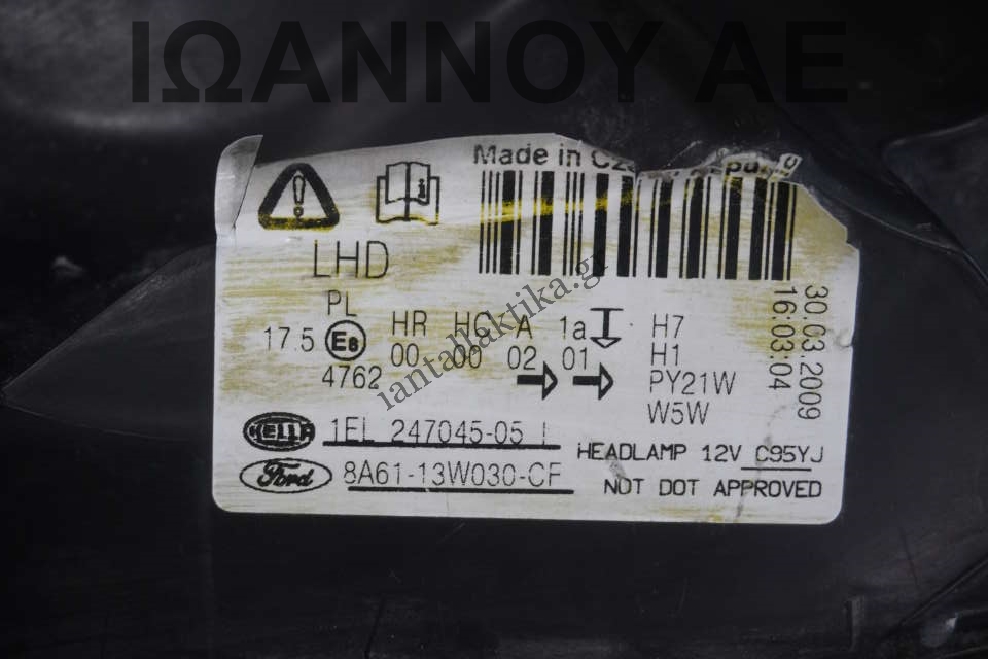 ΙΩΑΝΝΟΥ ΑΕ
Made in
LHD
PL
17.5 E8 4762
HR HC A 1a
00 00 02 01
H7
H1
PY21W
W5W
30.03.2009
16:03:04
iantallaktika.gr
HELLA 1EL 247045-05
Ford 8A61-13W030-CF
HEADLAMP 12V C95YJ
NOT DOT APPROVED